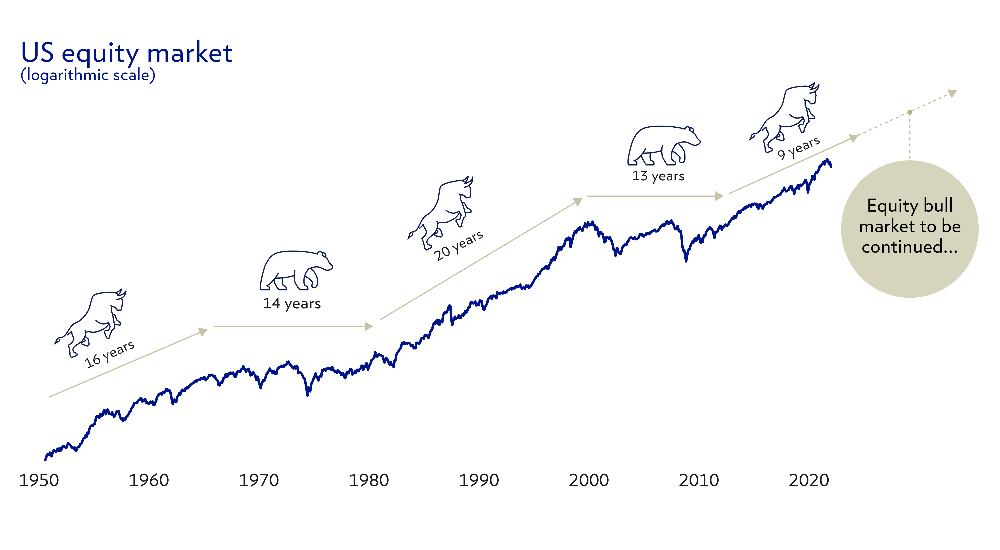 US equity market
(logarithmic scale)
16 years
14 years
20 years
13 years
9 years
Equity bull
market to be
continued...
1950
1960
1970
1980
1990
2000
2010
2020